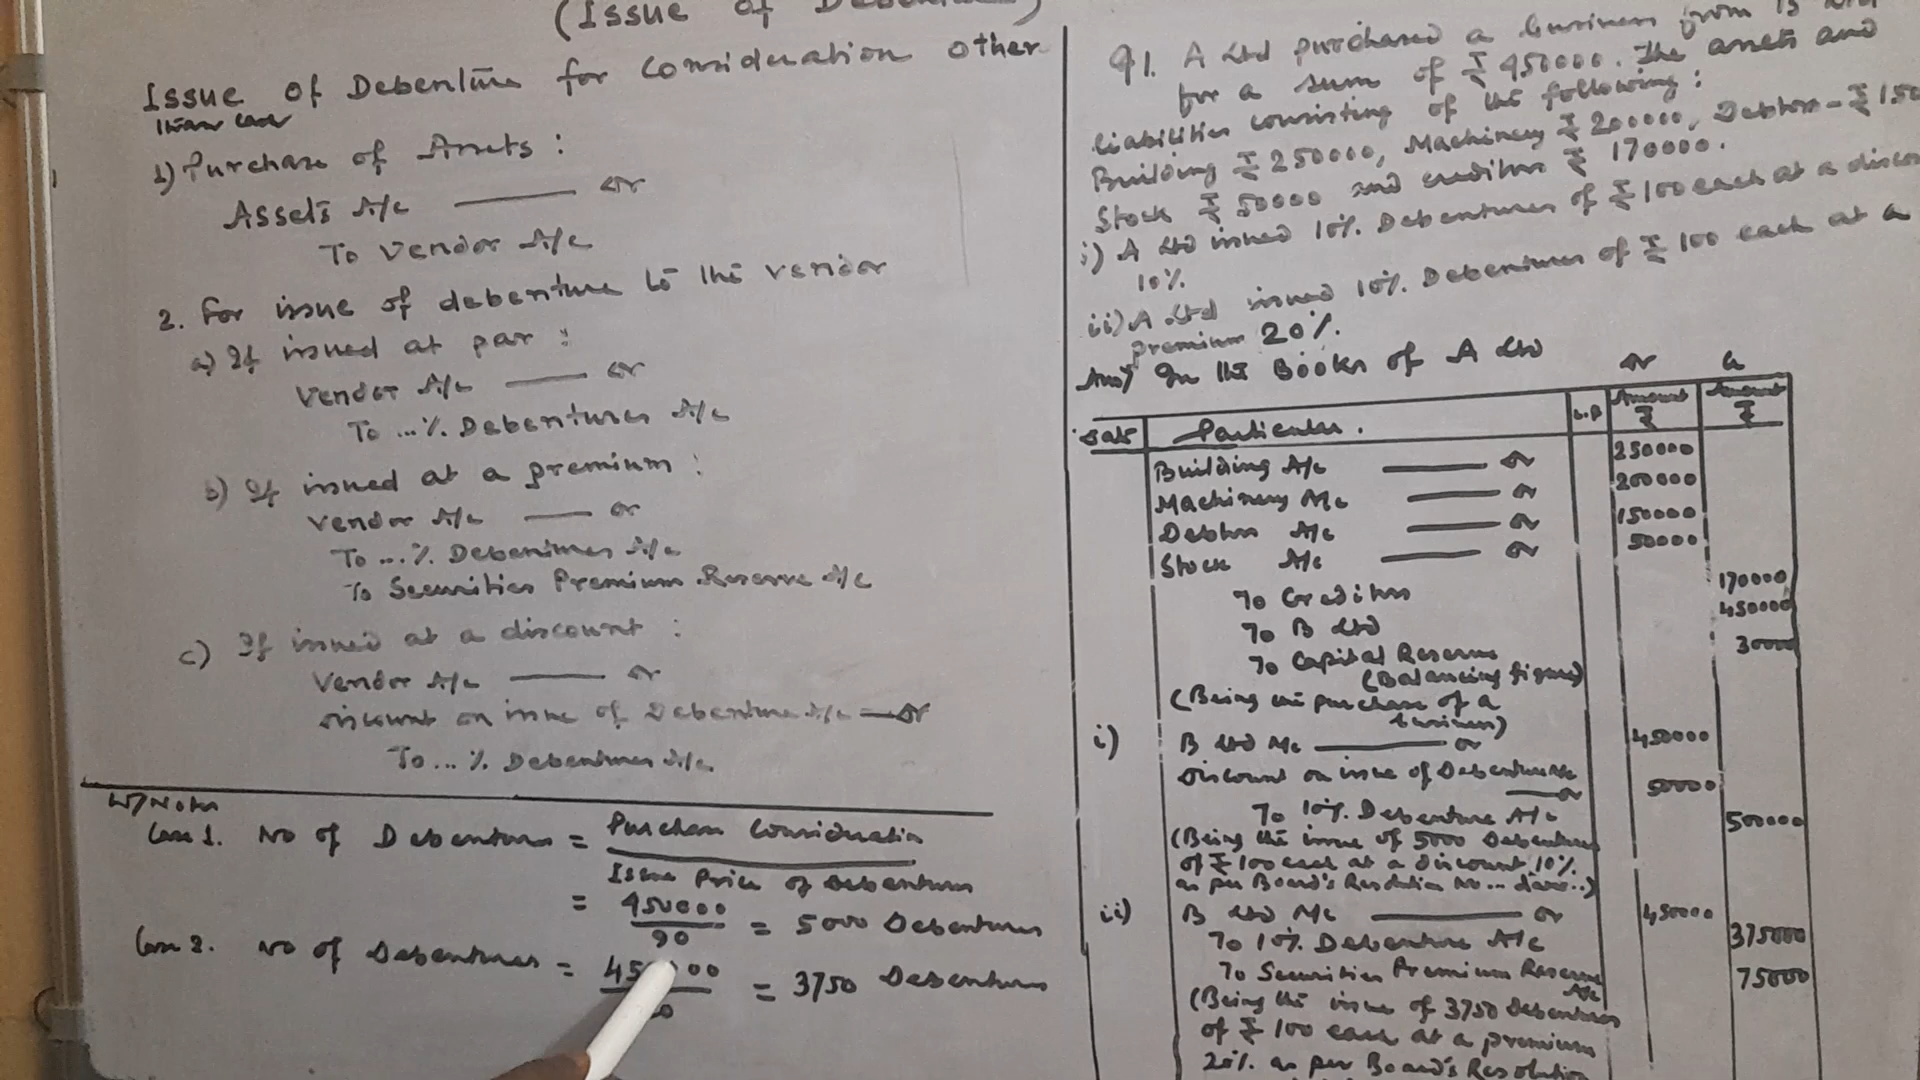 (Issue of Debenture)
Issue of Debenture for Consideration other
than Cash
1) Purchase of Assets :
Assets A/c —— Dr
To Vendor A/c
2. For issue of debenture to the vendor
a) If issued at par :
Vendor A/c —— Dr
To ...% Debentures A/c
b) If issued at a premium :
Vendor A/c —— Dr
To ...% Debentures A/c
To Securities Premium Reserve A/c
c) If issued at a discount :
Vendor A/c —— Dr
Discount on issue of Debenture A/c — Dr
To ...% Debentures A/c
W/Notes
Case 1. No of Debentures = Purchase Consideration
Issue Price of Debentures
= 450000
90
= 5000 Debentures
Case 2. No of Debentures = 45 00
= 3750 Debentures
Q1. A Ltd purchased a business from B Ltd
for a sum of ₹ 450000. The assets and
liabilities consisting of the following :
Building ₹ 250000, Machinery ₹ 200000, Debtors - ₹ 150
Stock ₹ 50000 and creditors ₹ 170000.
i) A Ltd issued 10% Debentures of ₹ 100 each at a discou
10%
ii) A Ltd issued 10% Debentures of ₹ 100 each at a
premium 20%.
Ans) In the Books of A Ltd
Dr Cr
Date Particulars. L.F Amount ₹ Amount ₹
Building A/c —— Dr 250000
Machinery A/c —— Dr 200000
Debtors A/c —— Dr 150000
Stock A/c —— Dr 50000
To Creditors 170000
To B Ltd 450000
To Capital Reserve 30000
(Balancing figure)
(Being the purchase of a
business)
i) B Ltd A/c —— Dr 450000
Discount on issue of Debenture A/c
—— Dr 50000
To 10% Debenture A/c 500000
(Being the issue of 5000 Debentures
of ₹ 100 each at a discount 10%
as per Board's Resolution No... date..)
ii) B Ltd A/c —— Dr 450000
To 10% Debenture A/c 375000
To Securities Premium Reserve A/c 75000
(Being the issue of 3750 Debentures
of ₹ 100 each at a premium
20% as per Board's Resolution